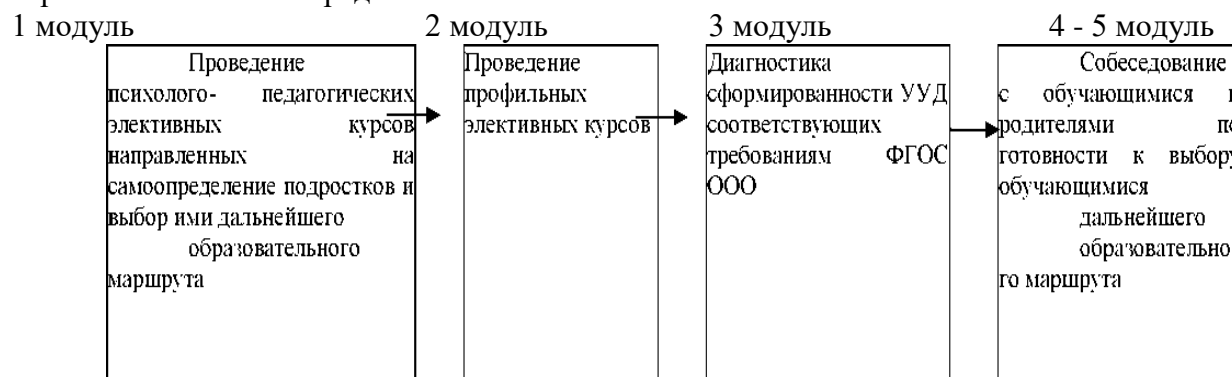 1 модуль 2 модуль 3 модуль 4 - 5 модуль
Проведение
психолого- педагогических
элективных курсов
направленных на
самоопределение подростков и
выбор ими дальнейшего
образовательного
маршрута
Проведение
профильных
элективных курсов
Диагностика
сформированности УУД
соответствующих
требованиям ФГОС
ООО
Собеседование
с обучающимися
родителями
готовности к выбору
обучающимися
дальнейшего
образовательно
го маршрута